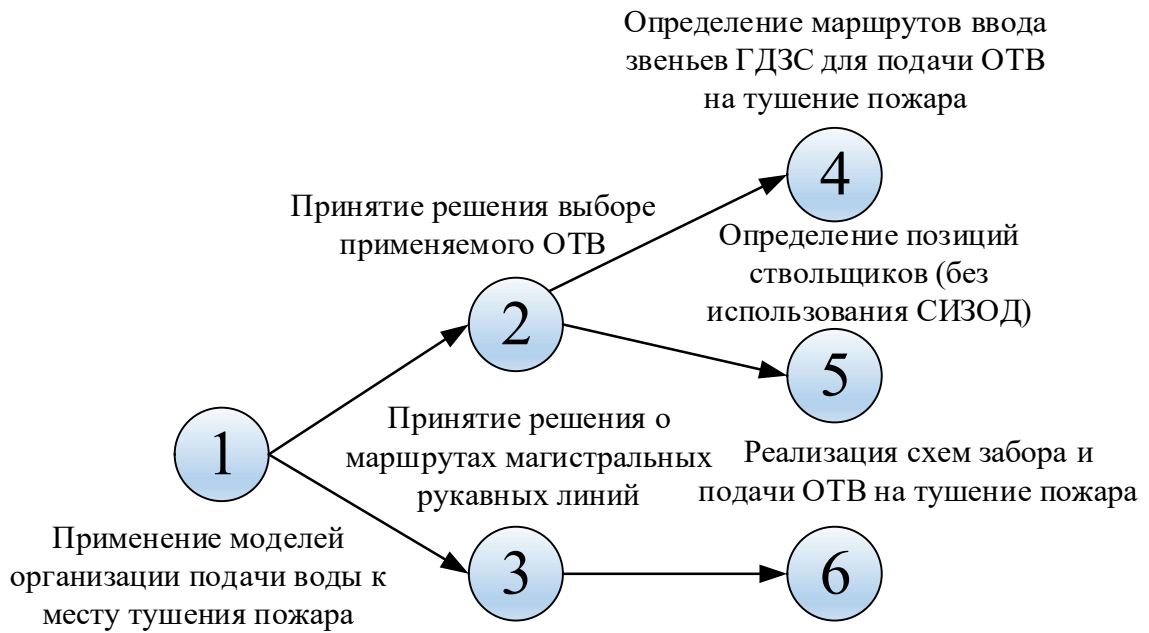 Определение маршрутов ввода
звеньев ГДЗС для подачи ОТВ
на тушение пожара
4
Принятие решения выборе
применяемого ОТВ
2
Определение позиций
ствольщиков (без
использования СИЗОД)
5
1
Применение моделей
организации подачи воды к
месту тушения пожара
Принятие решения о
маршрутах магистральных
рукавных линий
3
Реализация схем забора и
подачи ОТВ на тушение пожара
6